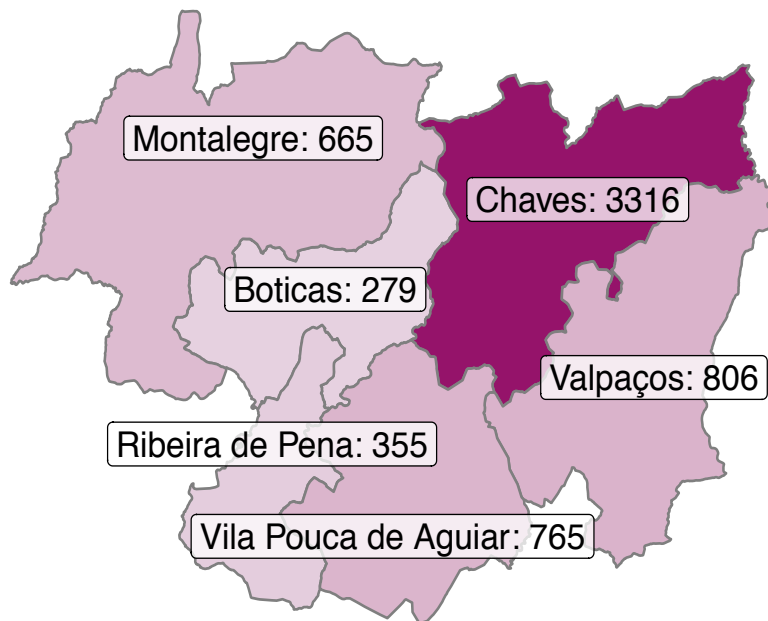 Montalegre: 665
Chaves: 3316
Boticas: 279
Valpaços: 806
Ribeira de Pena: 355
Vila Pouca de Aguiar: 765